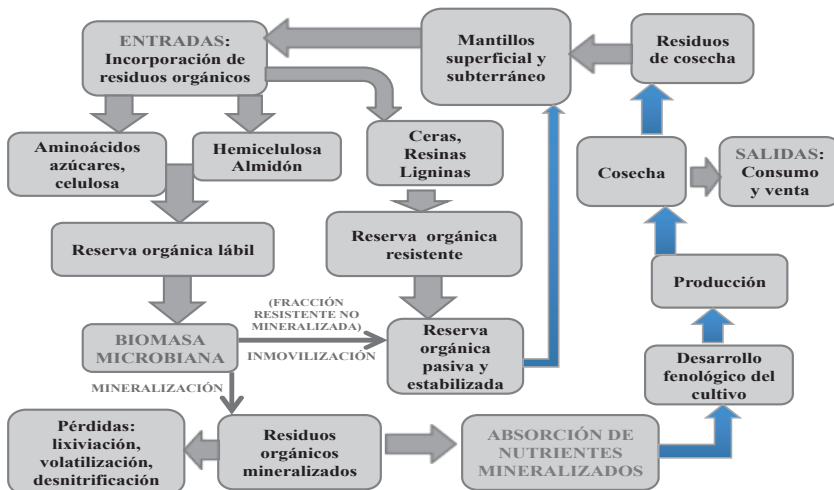 ENTRADAS:
Incorporación de
residuos orgánicos
Mantillos
superficial y
subterráneo
Residuos
de cosecha
Aminoácidos
azúcares,
celulosa
Hemicelulosa
Almidón
Ceras,
Resinas
Ligninas
Cosecha
SALIDAS:
Consumo
y venta
Reserva orgánica lábil
Reserva orgánica
resistente
Producción
BIOMASA
MICROBIANA
(FRACCIÓN
RESISTENTE NO
MINERALIZADA)
INMOVILIZACIÓN
Reserva
orgánica
pasiva y
estabilizada
Desarrollo
fenológico del
cultivo
MINERALIZACIÓN
Pérdidas:
lixiviación,
volatilización,
desnitrificación
Residuos
orgánicos
mineralizados
ABSORCIÓN DE
NUTRIENTES
MINERALIZADOS